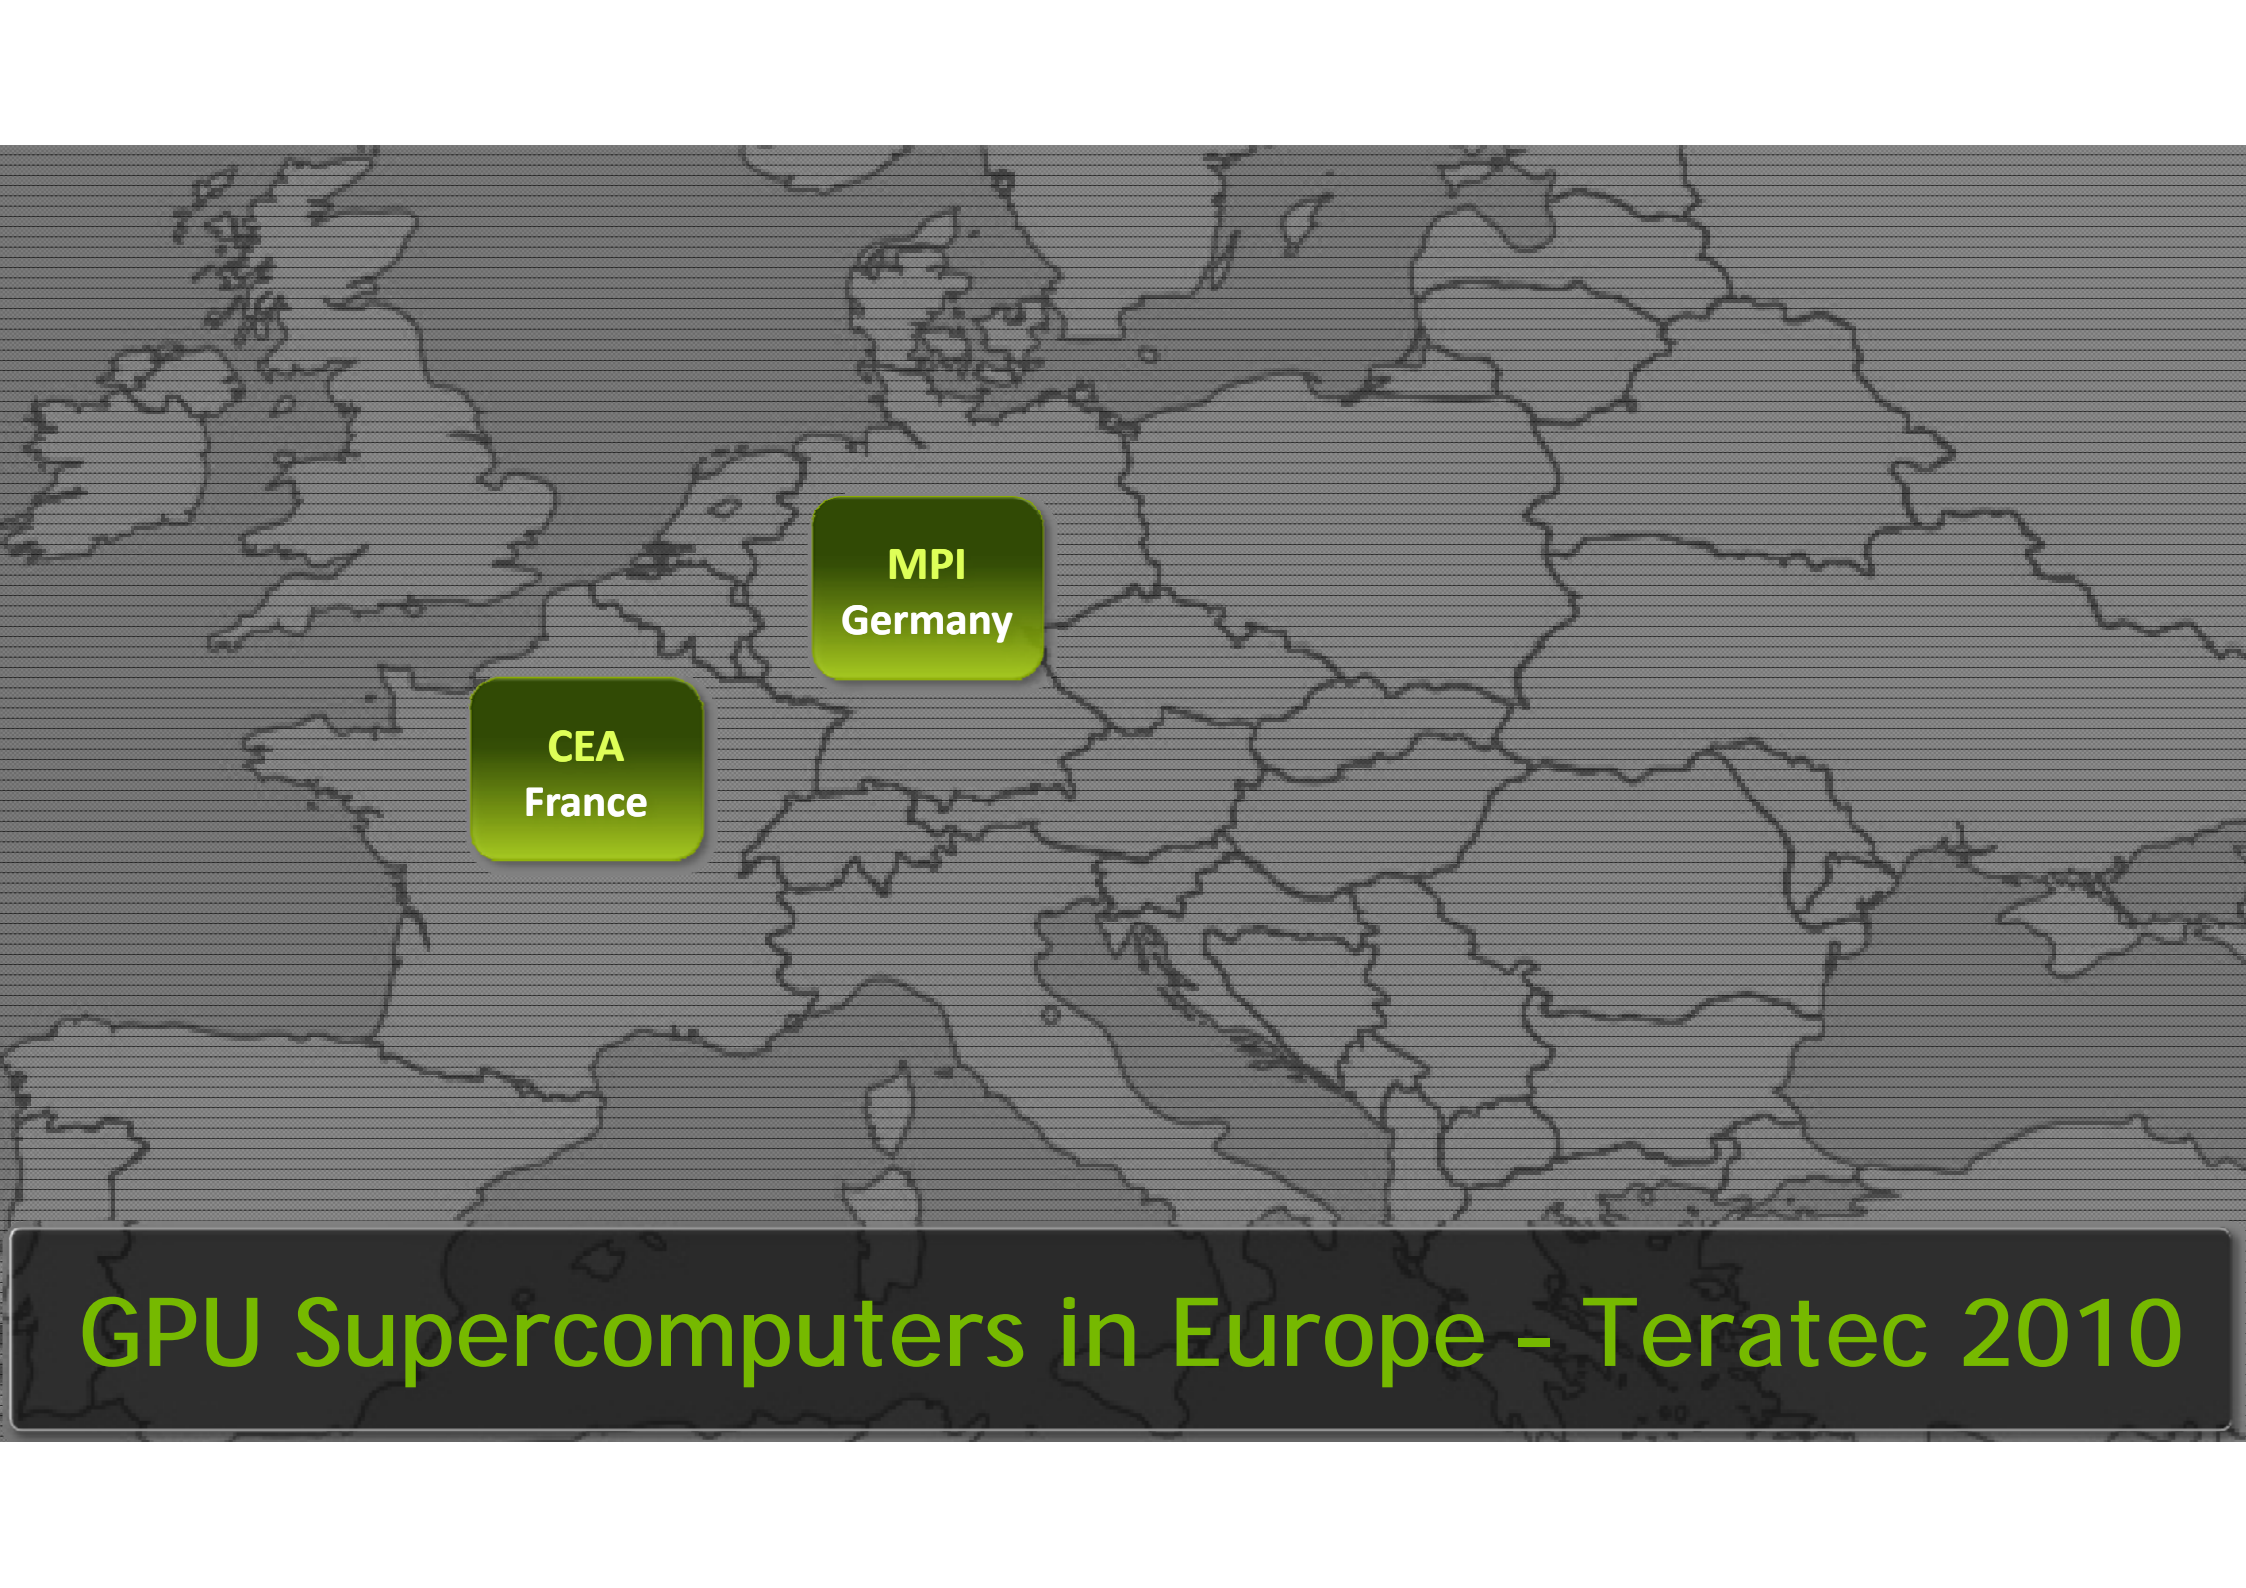 MPI
Germany
CEA
France
GPU Supercomputers in Europe – Teratec 2010